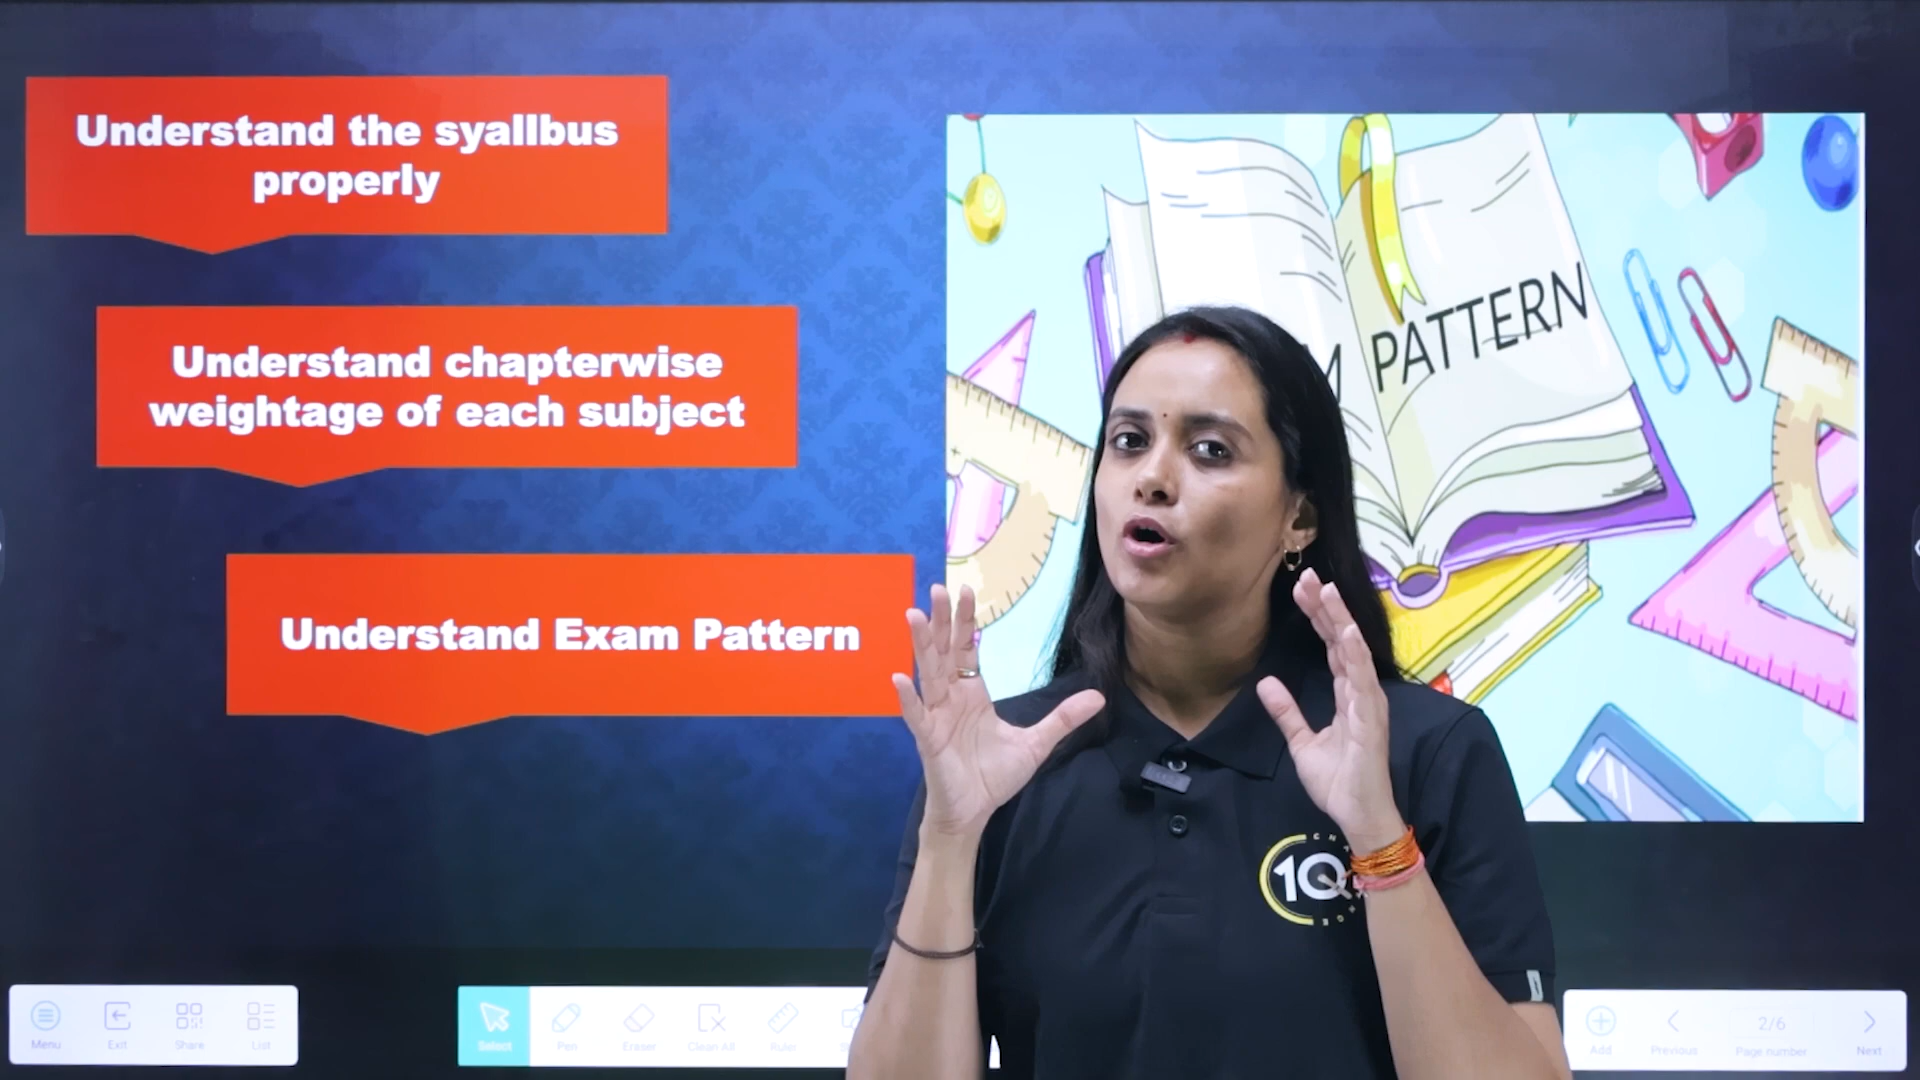 Understand the syallbus
properly
Understand chapterwise
weightage of each subject
Understand Exam Pattern
PATTERN
1Q
Menu
Exit
Share
List
Select
Pen
Eraser
Clean All
Ruler
Add
Previous
2/6
Page number
Next